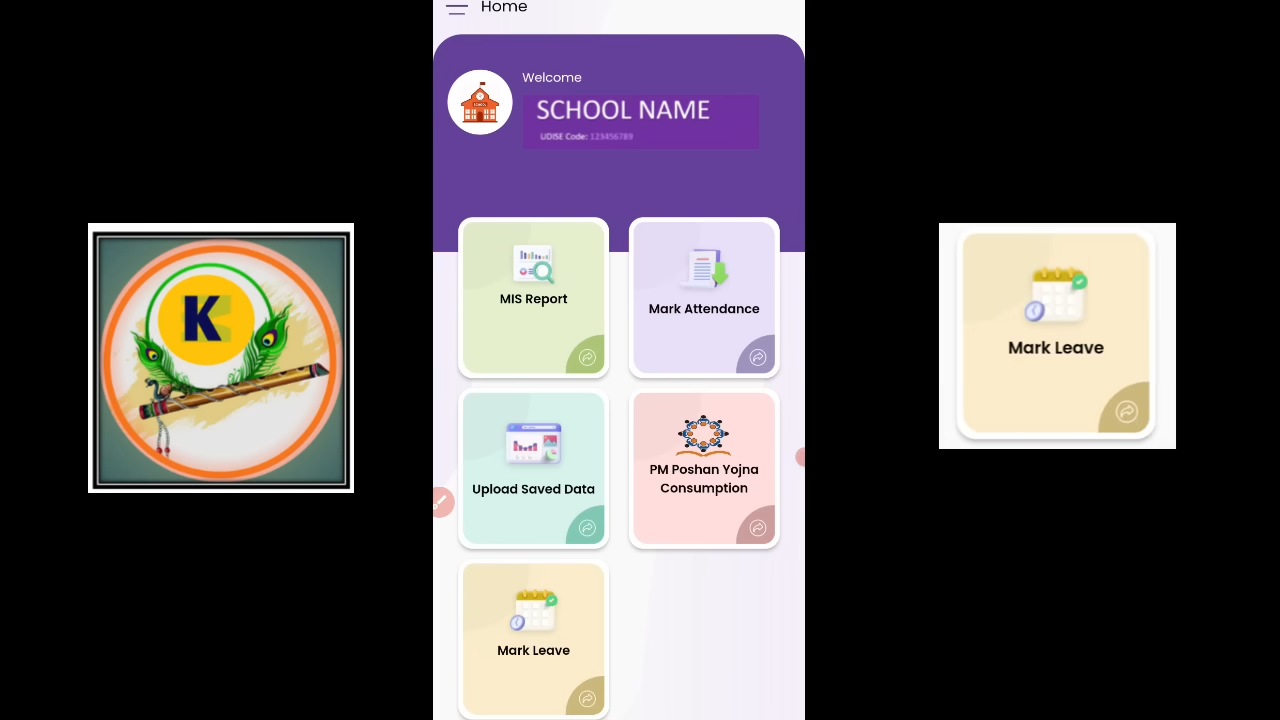 Home
Welcome
SCHOOL NAME
UDISE Code: 123456789
SCHOOL
K
MIS Report
Mark Attendance
Upload Saved Data
PM Poshan Yojna
Consumption
Mark Leave
Mark Leave